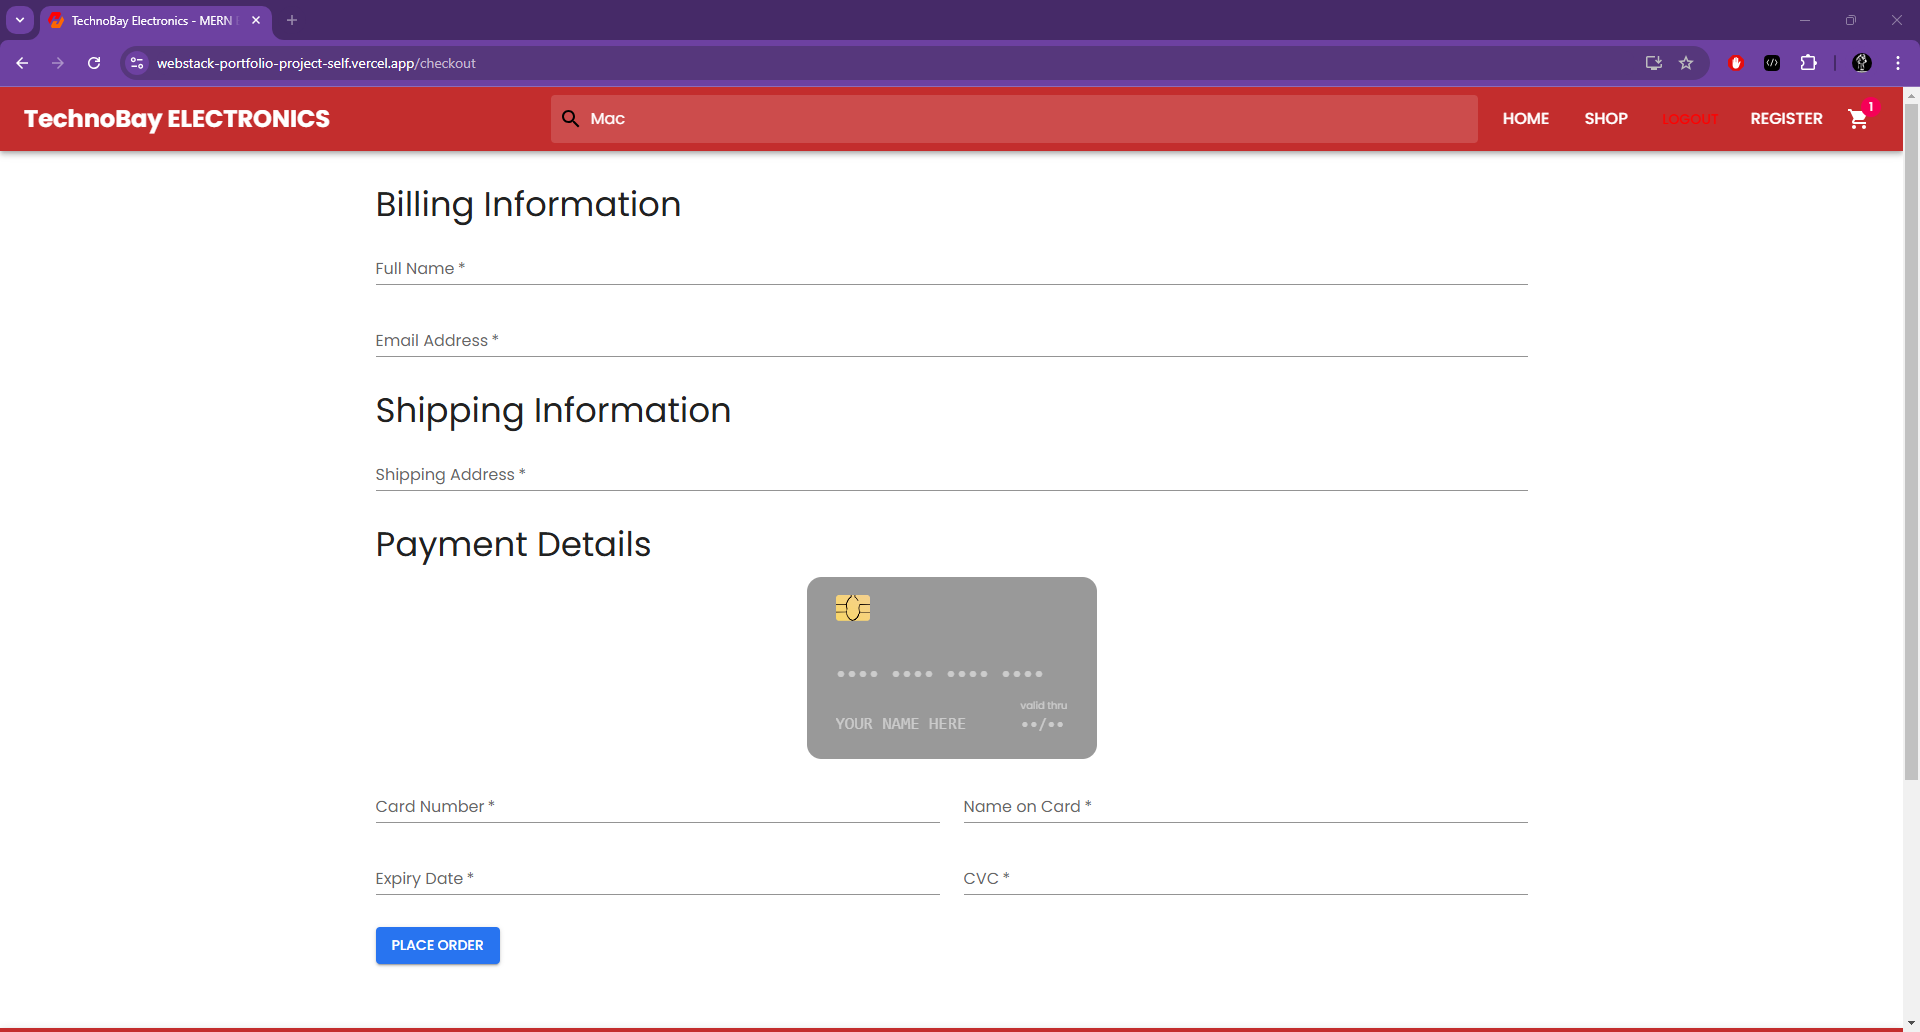 TechnoBay Electronics - MERN
webstack-portfolio-project-self.vercel.app/checkout
TechnoBay ELECTRONICS
Mac
HOME
SHOP
LOGOUT
REGISTER
1
Billing Information
Full Name *
Email Address *
Shipping Information
Shipping Address *
Payment Details
•••• •••• •••• ••••
valid thru
YOUR NAME HERE ••/••
Card Number * Name on Card *
Expiry Date * CVC *
PLACE ORDER